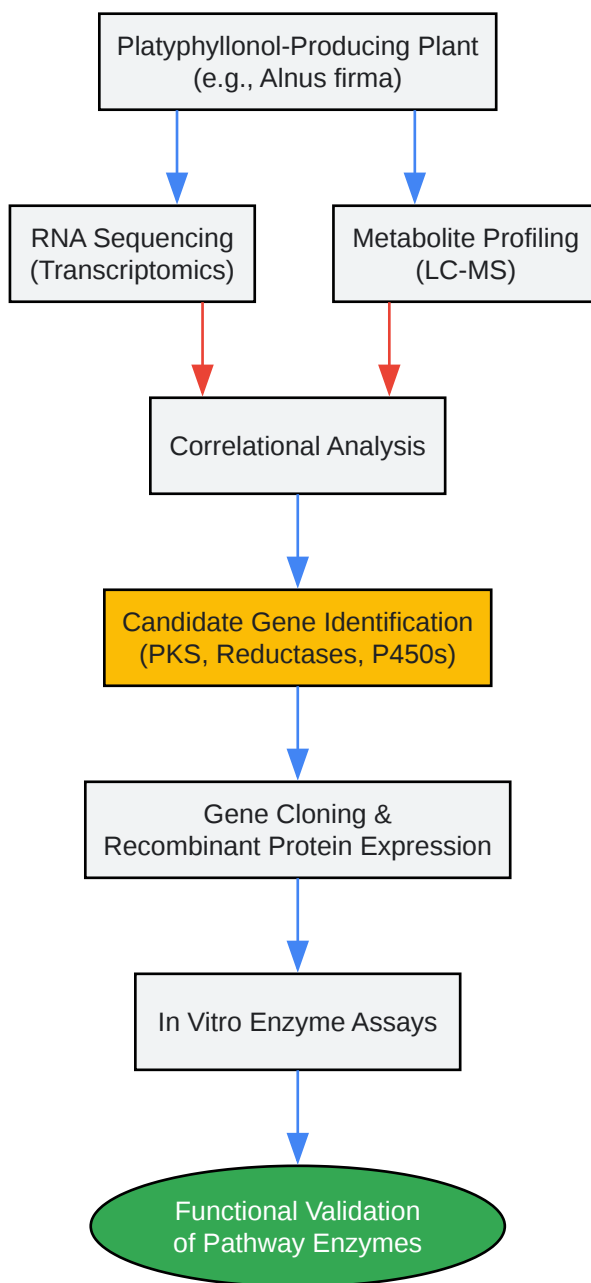 Platyphyllonol-Producing Plant
(e.g., Alnus firma)
RNA Sequencing
(Transcriptomics)
Metabolite Profiling
(LC-MS)
Correlational Analysis
Candidate Gene Identification
(PKS, Reductases, P450s)
Gene Cloning &
Recombinant Protein Expression
In Vitro Enzyme Assays
Functional Validation
of Pathway Enzymes